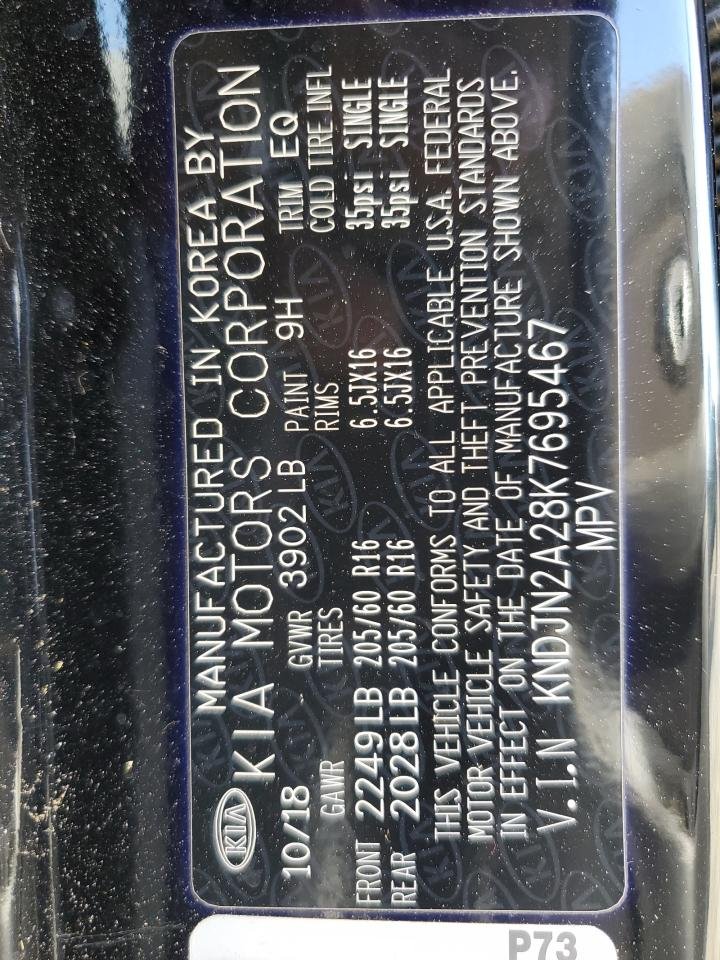 MANUFACTURED IN KOREA BY
KIA KIA MOTORS CORPORATION
10/18 GVWR 3902 LB PAINT 9H TRIM EQ
GAWR TIRES RIMS COLD TIRE INFL
FRONT 2249 LB 205/60 R16 6.5JX16 35psi SINGLE
REAR 2028 LB 205/60 R16 6.5JX16 35psi SINGLE
THIS VEHICLE CONFORMS TO ALL APPLICABLE U.S.A. FEDERAL
MOTOR VEHICLE SAFETY AND THEFT PREVENTION STANDARDS
IN EFFECT ON THE DATE OF MANUFACTURE SHOWN ABOVE.
V.I.N KNDJN2A28K7695467
MPV
P73